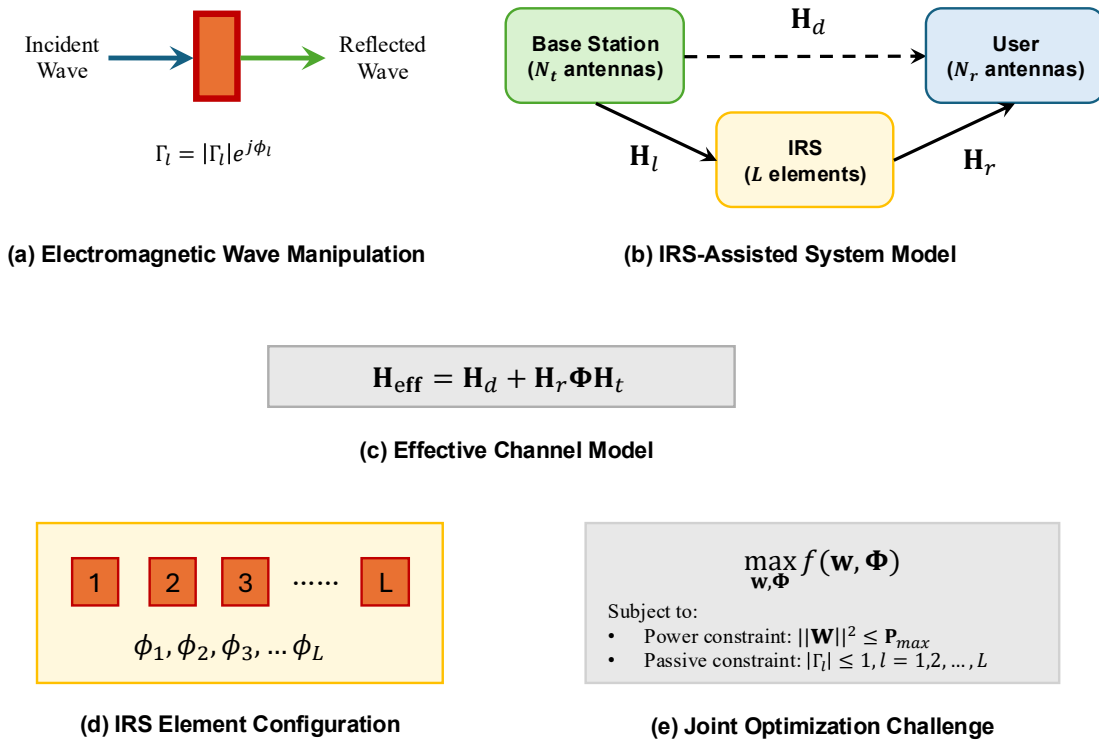 Incident
Wave
Reflected
Wave
Γ_l = |Γ_l|e^{jϕ_l}
(a) Electromagnetic Wave Manipulation
Base Station
(N_t antennas)
H_d
User
(N_r antennas)
H_l
IRS
(L elements)
H_r
(b) IRS-Assisted System Model
H_eff = H_d + H_rΦH_t
(c) Effective Channel Model
1 2 3 …… L
ϕ_1, ϕ_2, ϕ_3, … ϕ_L
(d) IRS Element Configuration
max f(w, Φ)
w,Φ
Subject to:
• Power constraint: ||W||² ≤ P_max
• Passive constraint: |Γ_l| ≤ 1, l = 1,2, …, L
(e) Joint Optimization Challenge